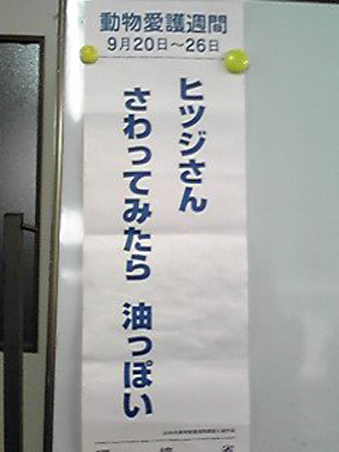 動物愛護週間
9月20日～26日
ヒツジさん
さわってみたら 油っぽい